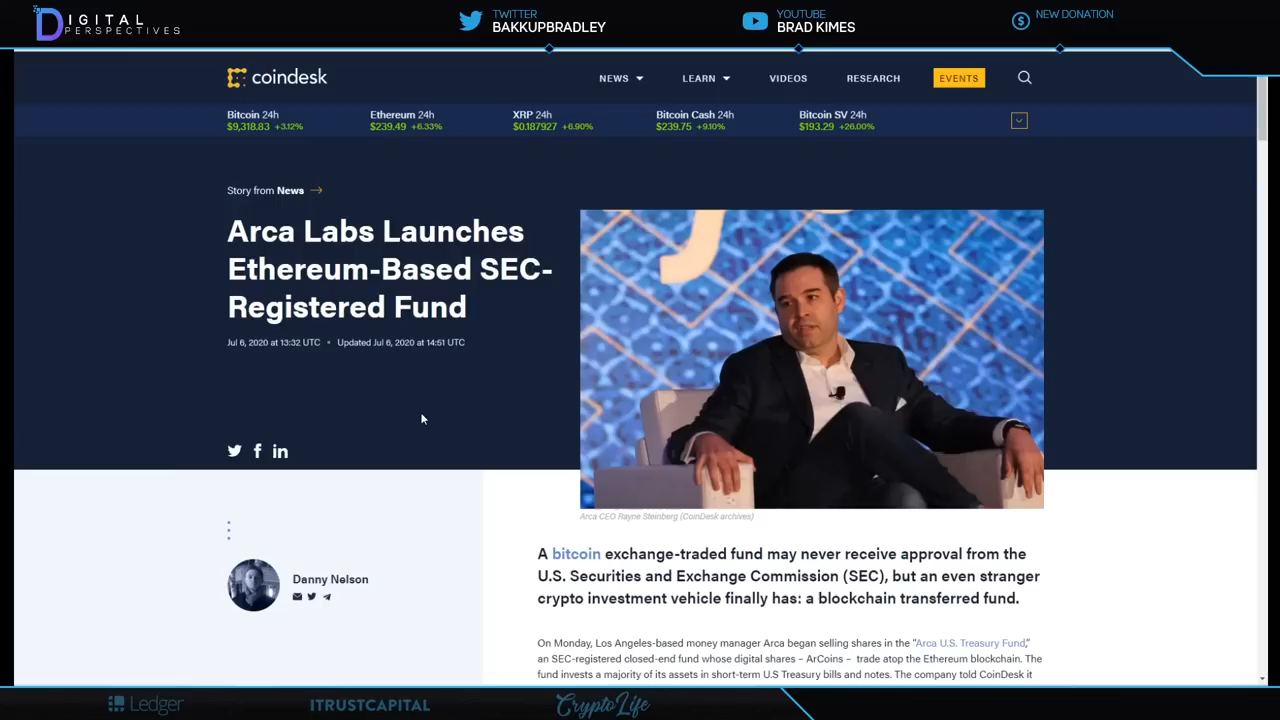 DIGITAL
PERSPECTIVES
TWITTER
BAKKUPBRADLEY
YOUTUBE
BRAD KIMES
NEW DONATION
coindesk
NEWS
LEARN
VIDEOS
RESEARCH
EVENTS
Bitcoin 24h
$9,318.83 +3.12%
Ethereum 24h
$239.49 +6.33%
XRP 24h
$0.187927 +6.90%
Bitcoin Cash 24h
$239.75 +9.10%
Bitcoin SV 24h
$193.29 +26.00%
Story from News
Arca Labs Launches
Ethereum-Based SEC-
Registered Fund
Jul 6, 2020 at 13:32 UTC • Updated Jul 6, 2020 at 14:51 UTC
Arca CEO Rayne Steinberg (CoinDesk archives)
Danny Nelson
A bitcoin exchange-traded fund may never receive approval from the
U.S. Securities and Exchange Commission (SEC), but an even stranger
crypto investment vehicle finally has: a blockchain transferred fund.
On Monday, Los Angeles-based money manager Arca began selling shares in the “Arca U.S. Treasury Fund,”
an SEC-registered closed-end fund whose digital shares – ArCoins – trade atop the Ethereum blockchain. The
fund invests a majority of its assets in short-term U.S Treasury bills and notes. The company told CoinDesk it
Ledger
ITRUSTCAPITAL
CryptoLife